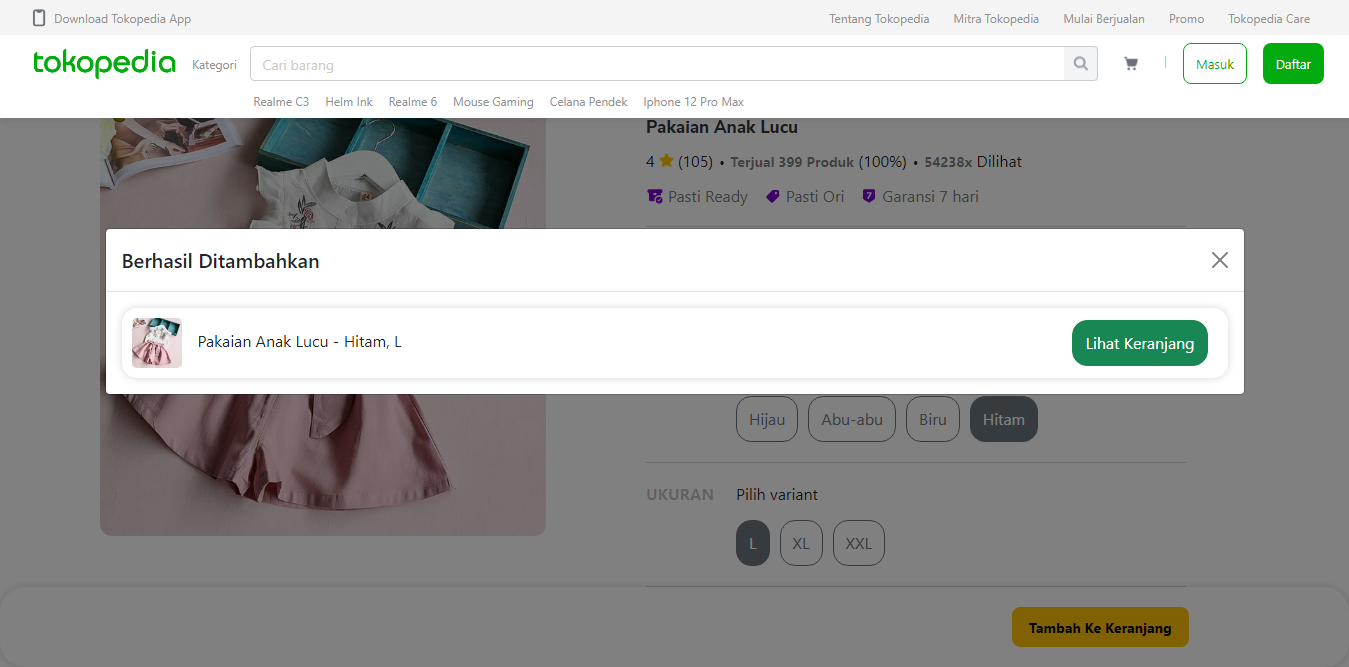 Download Tokopedia App
Tentang Tokopedia Mitra Tokopedia Mulai Berjualan Promo Tokopedia Care
tokopedia Kategori Cari barang Masuk Daftar
Realme C3 Helm Ink Realme 6 Mouse Gaming Celana Pendek Iphone 12 Pro Max
Pakaian Anak Lucu
4 (105) • Terjual 399 Produk (100%) • 54238x Dilihat
Pasti Ready Pasti Ori 7 Garansi 7 hari
Berhasil Ditambahkan
Pakaian Anak Lucu - Hitam, L Lihat Keranjang
Hijau Abu-abu Biru Hitam
UKURAN Pilih variant
L XL XXL
Tambah Ke Keranjang